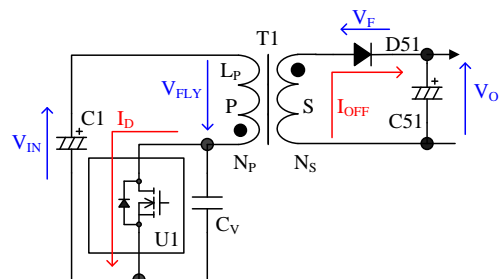 T1
V_F
D51
L_P
V_FLY
P
S
I_OFF
V_O
C1
+
I_D
V_IN
+
C51
N_P
N_S
C_V
U1